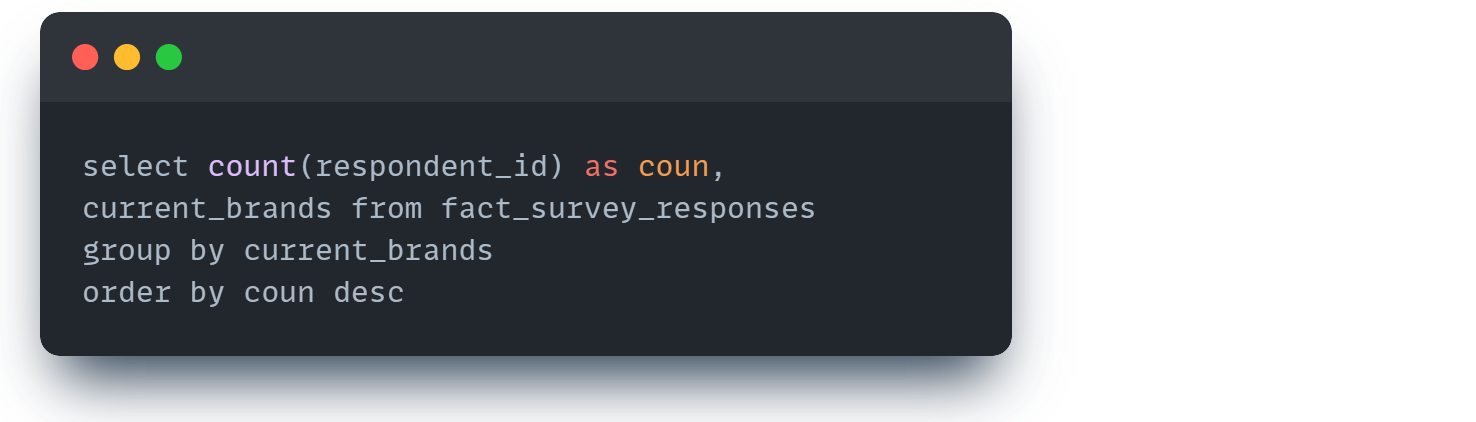 select count(respondent_id) as coun,
current_brands from fact_survey_responses
group by current_brands
order by coun desc